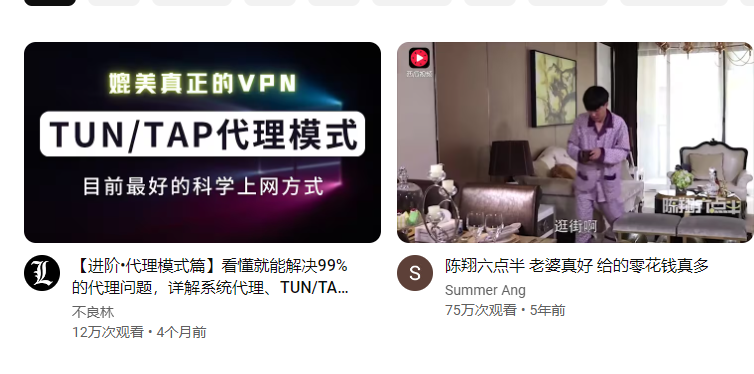 媲美真正的VPN
TUN/TAP代理模式
目前最好的科学上网方式
逛街啊
陈翔六点半
【进阶•代理模式篇】看懂就能解决99%
的代理问题，详解系统代理、TUN/TA...
不良林
12万次观看 • 4个月前
S
陈翔六点半 老婆真好 给的零花钱真多
Summer Ang
75万次观看 • 5年前